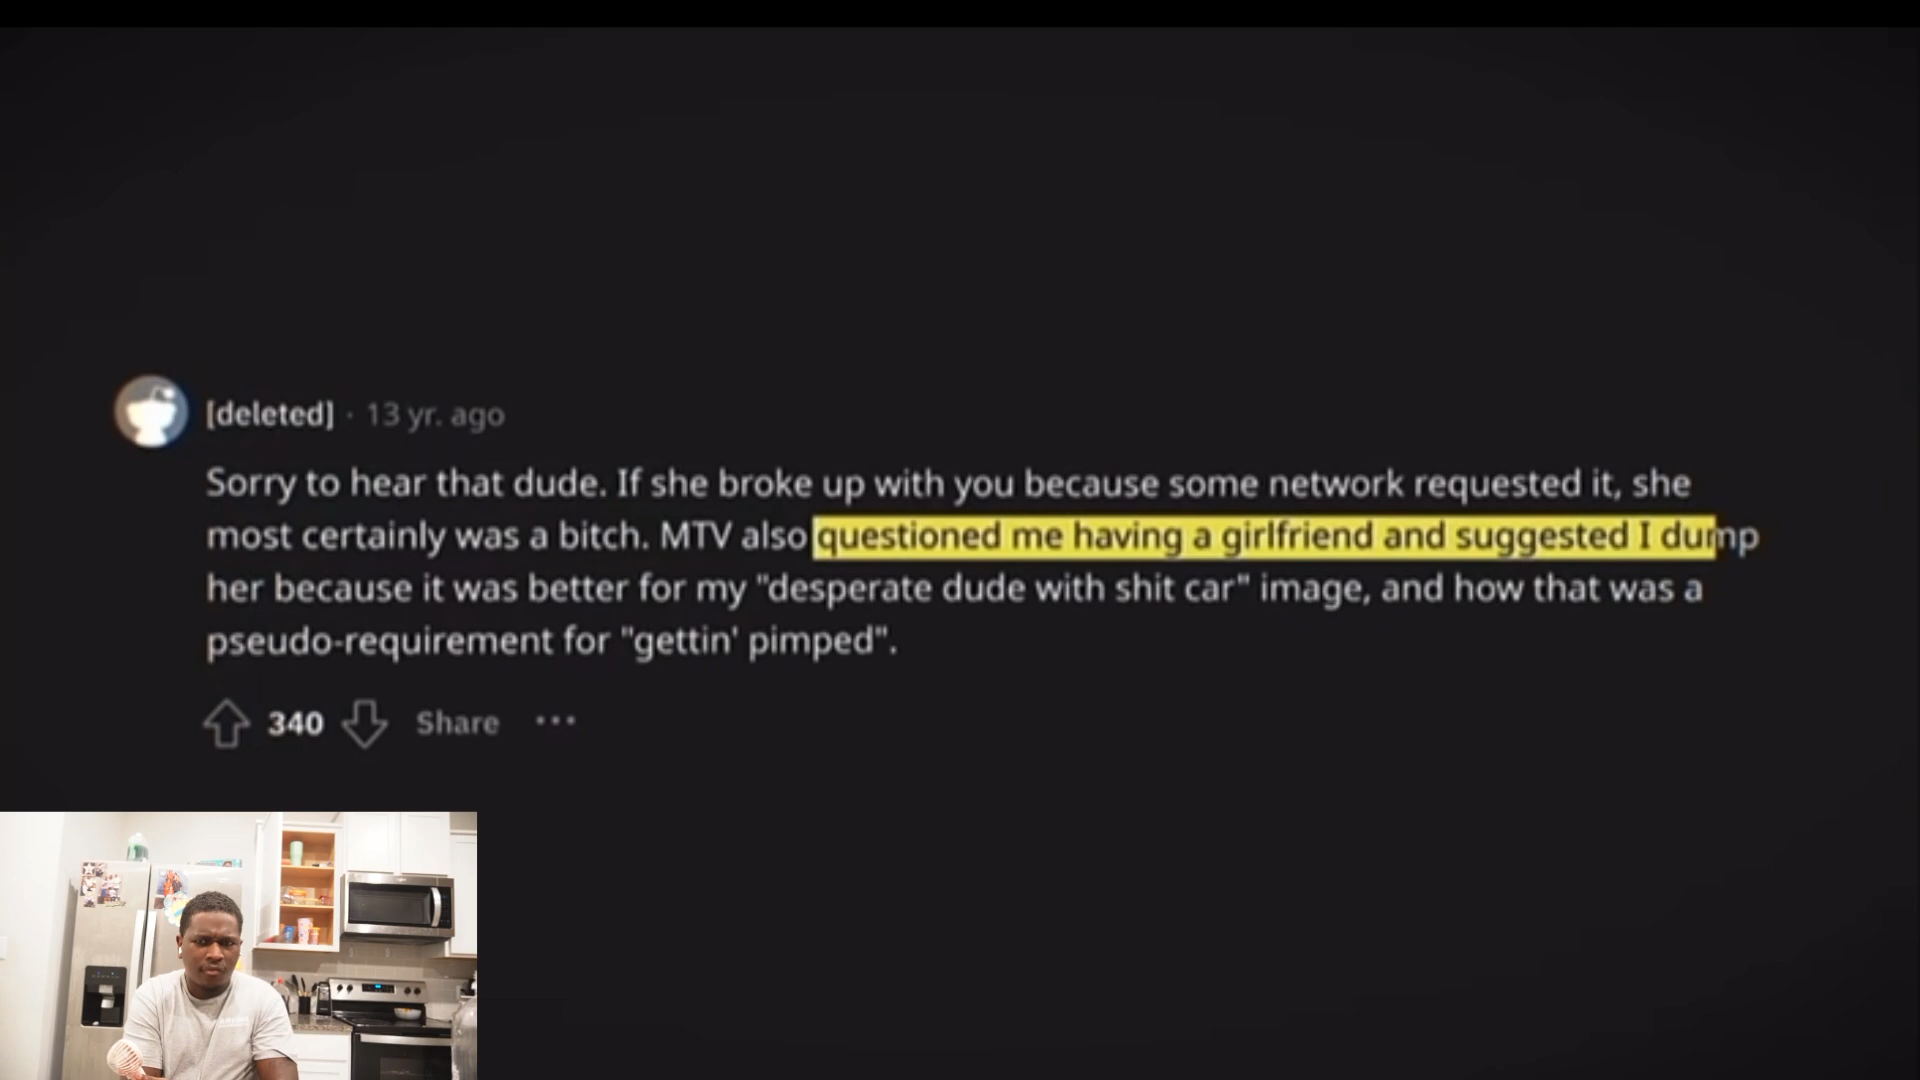 [deleted] · 13 yr. ago
Sorry to hear that dude. If she broke up with you because some network requested it, she
most certainly was a bitch. MTV also questioned me having a girlfriend and suggested I dump
her because it was better for my "desperate dude with shit car" image, and how that was a
pseudo-requirement for "gettin' pimped".
340 Share ···